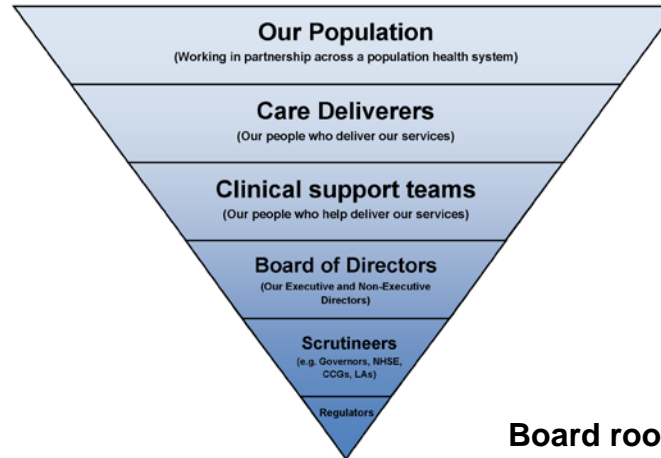 Our Population
(Working in partnership across a population health system)
Care Deliverers
(Our people who deliver our services)
Clinical support teams
(Our people who help deliver our services)
Board of Directors
(Our Executive and Non-Executive
Directors)
Scrutineers
(e.g. Governors, NHSE,
CCGs, LAs)
Regulators
Board roo